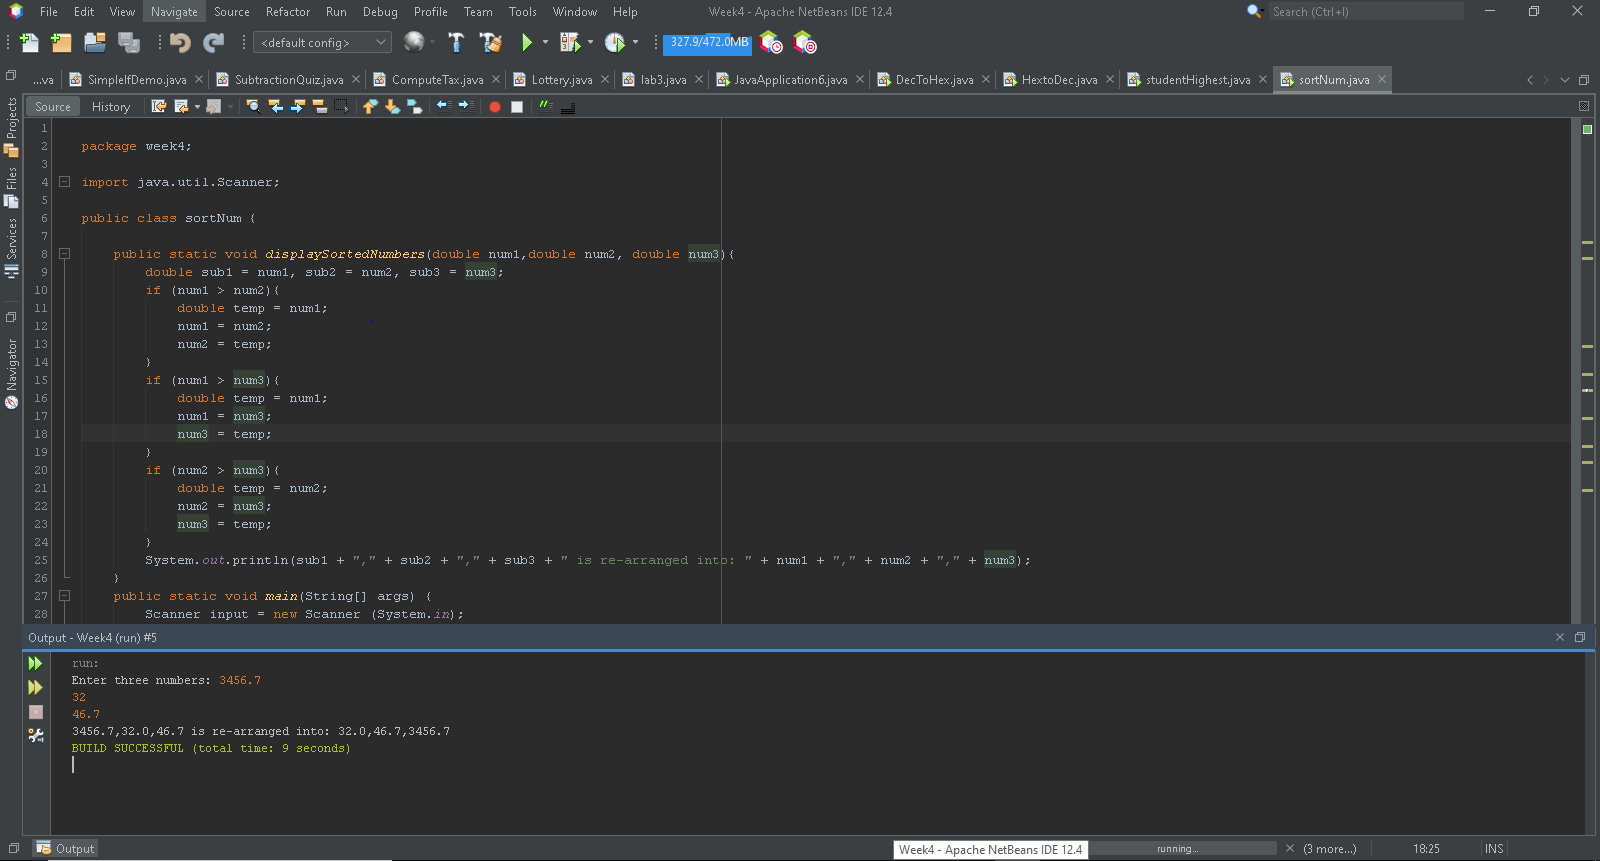 File Edit View Navigate Source Refactor Run Debug Profile Team Tools Window Help Week4 - Apache NetBeans IDE 12.4 Search (Ctrl+I)
<default config> 327.9/472.0MB
...va SimpleIfDemo.java SubtractionQuiz.java ComputeTax.java Lottery.java lab3.java JavaApplication6.java DecToHex.java HextoDec.java studentHighest.java sortNum.java
Source History
Projects
Files
Services
Navigator
1
2 package week4;
3
4 import java.util.Scanner;
5
6 public class sortNum {
7
8 public static void displaySortedNumbers(double num1,double num2, double num3){
9 double sub1 = num1, sub2 = num2, sub3 = num3;
10 if (num1 > num2){
11 double temp = num1;
12 num1 = num2;
13 num2 = temp;
14 }
15 if (num1 > num3){
16 double temp = num1;
17 num1 = num3;
18 num3 = temp;
19 }
20 if (num2 > num3){
21 double temp = num2;
22 num2 = num3;
23 num3 = temp;
24 }
25 System.out.println(sub1 + "," + sub2 + "," + sub3 + " is re-arranged into: " + num1 + "," + num2 + "," + num3);
26 }
27 public static void main(String[] args) {
28 Scanner input = new Scanner (System.in);
Output - Week4 (run) #5
run:
Enter three numbers: 3456.7
32
46.7
3456.7,32.0,46.7 is re-arranged into: 32.0,46.7,3456.7
BUILD SUCCESSFUL (total time: 9 seconds)
Output Week4 - Apache NetBeans IDE 12.4 running... (3 more...) 18:25 INS